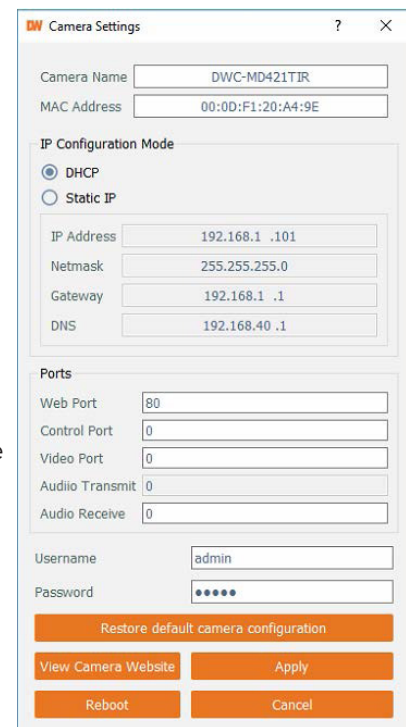 DW Camera Settings ? ×
Camera Name DWC-MD421TIR
MAC Address 00:0D:F1:20:A4:9E
IP Configuration Mode
DHCP
Static IP
IP Address 192.168.1 .101
Netmask 255.255.255.0
Gateway 192.168.1 .1
DNS 192.168.40 .1
Ports
Web Port 80
Control Port 0
Video Port 0
e
Audiio Transmit 0
Audio Receive 0
Username admin
Password •••••
Restore default camera configuration
View Camera Website Apply
Reboot Cancel